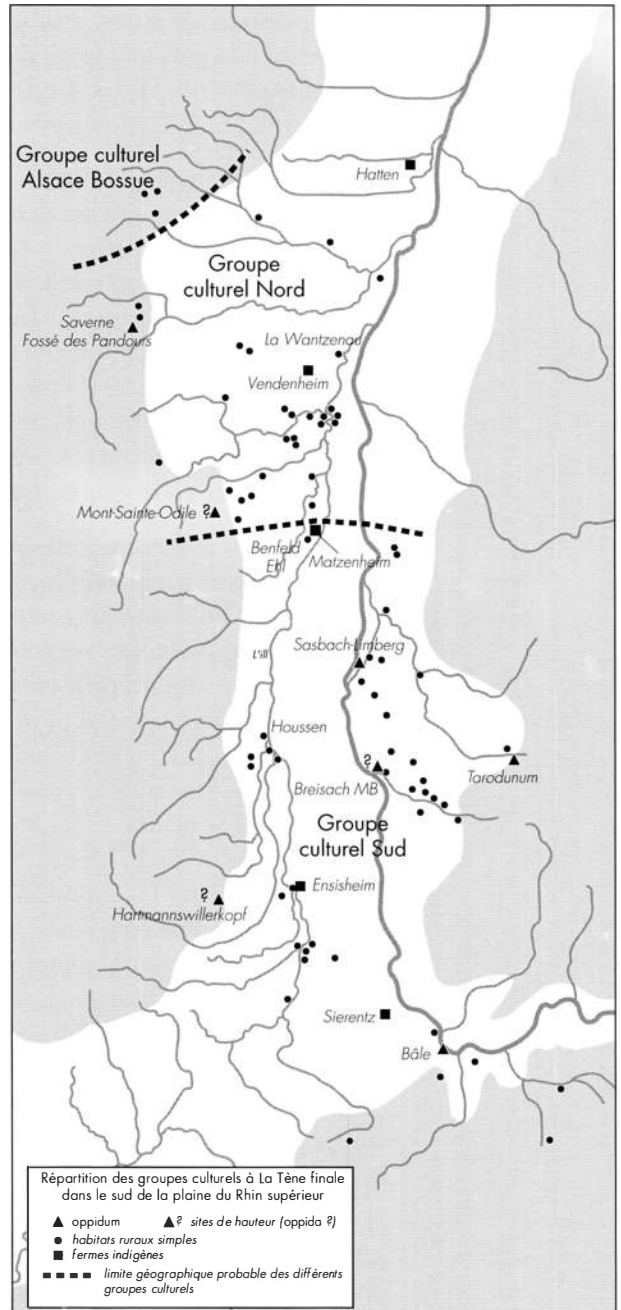 Groupe culturel
Alsace Bossue
Hatten
Groupe
culturel Nord
Saverne
Fossé des Pandours
La Wantzenau
Vendenheim
Mont-Sainte-Odile ?
Benfeld
Ehl
Matzenheim
Sasbach-Limberg
L'Ill
Houssen
?
Tarodunum
Breisach MB
Groupe
culturel Sud
?
Ensisheim
Hartmannswillerkopf
Sierentz
Bâle
Répartition des groupes culturels à La Tène finale
dans le sud de la plaine du Rhin supérieur
oppidum ? sites de hauteur (oppida ?)
habitats ruraux simples
fermes indigènes
limite géographique probable des différents
groupes culturels